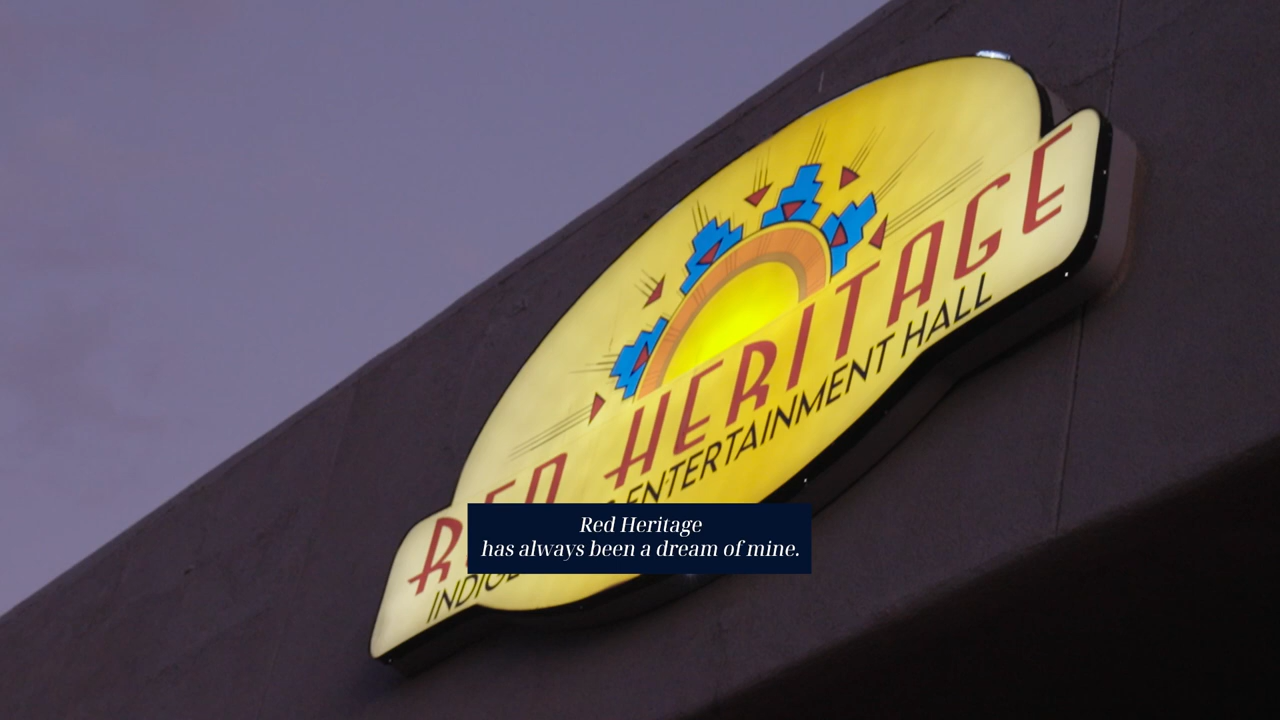 RED HERITAGE
ENTERTAINMENT HALL
Red Heritage
has always been a dream of mine.